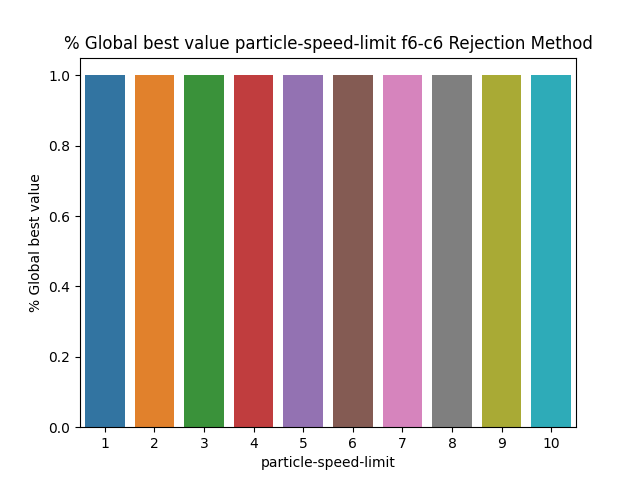 % Global best value particle-speed-limit f6-c6 Rejection Method
% Global best value
1.0
0.8
0.6
0.4
0.2
0.0
1 2 3 4 5 6 7 8 9 10
particle-speed-limit